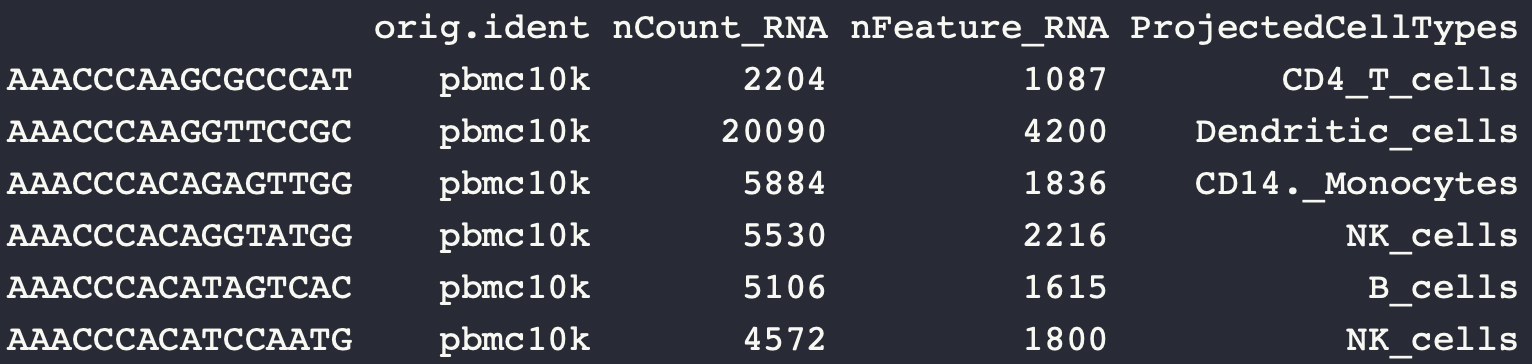 orig.ident nCount_RNA nFeature_RNA ProjectedCellTypes
AAACCCAAGCGCCCAT pbmc10k 2204 1087 CD4_T_cells
AAACCCAAGGTTCCGC pbmc10k 20090 4200 Dendritic_cells
AAACCCACAGAGTTGG pbmc10k 5884 1836 CD14._Monocytes
AAACCCACAGGTATGG pbmc10k 5530 2216 NK_cells
AAACCCACATAGTCAC pbmc10k 5106 1615 B_cells
AAACCCACATCCAATG pbmc10k 4572 1800 NK_cells